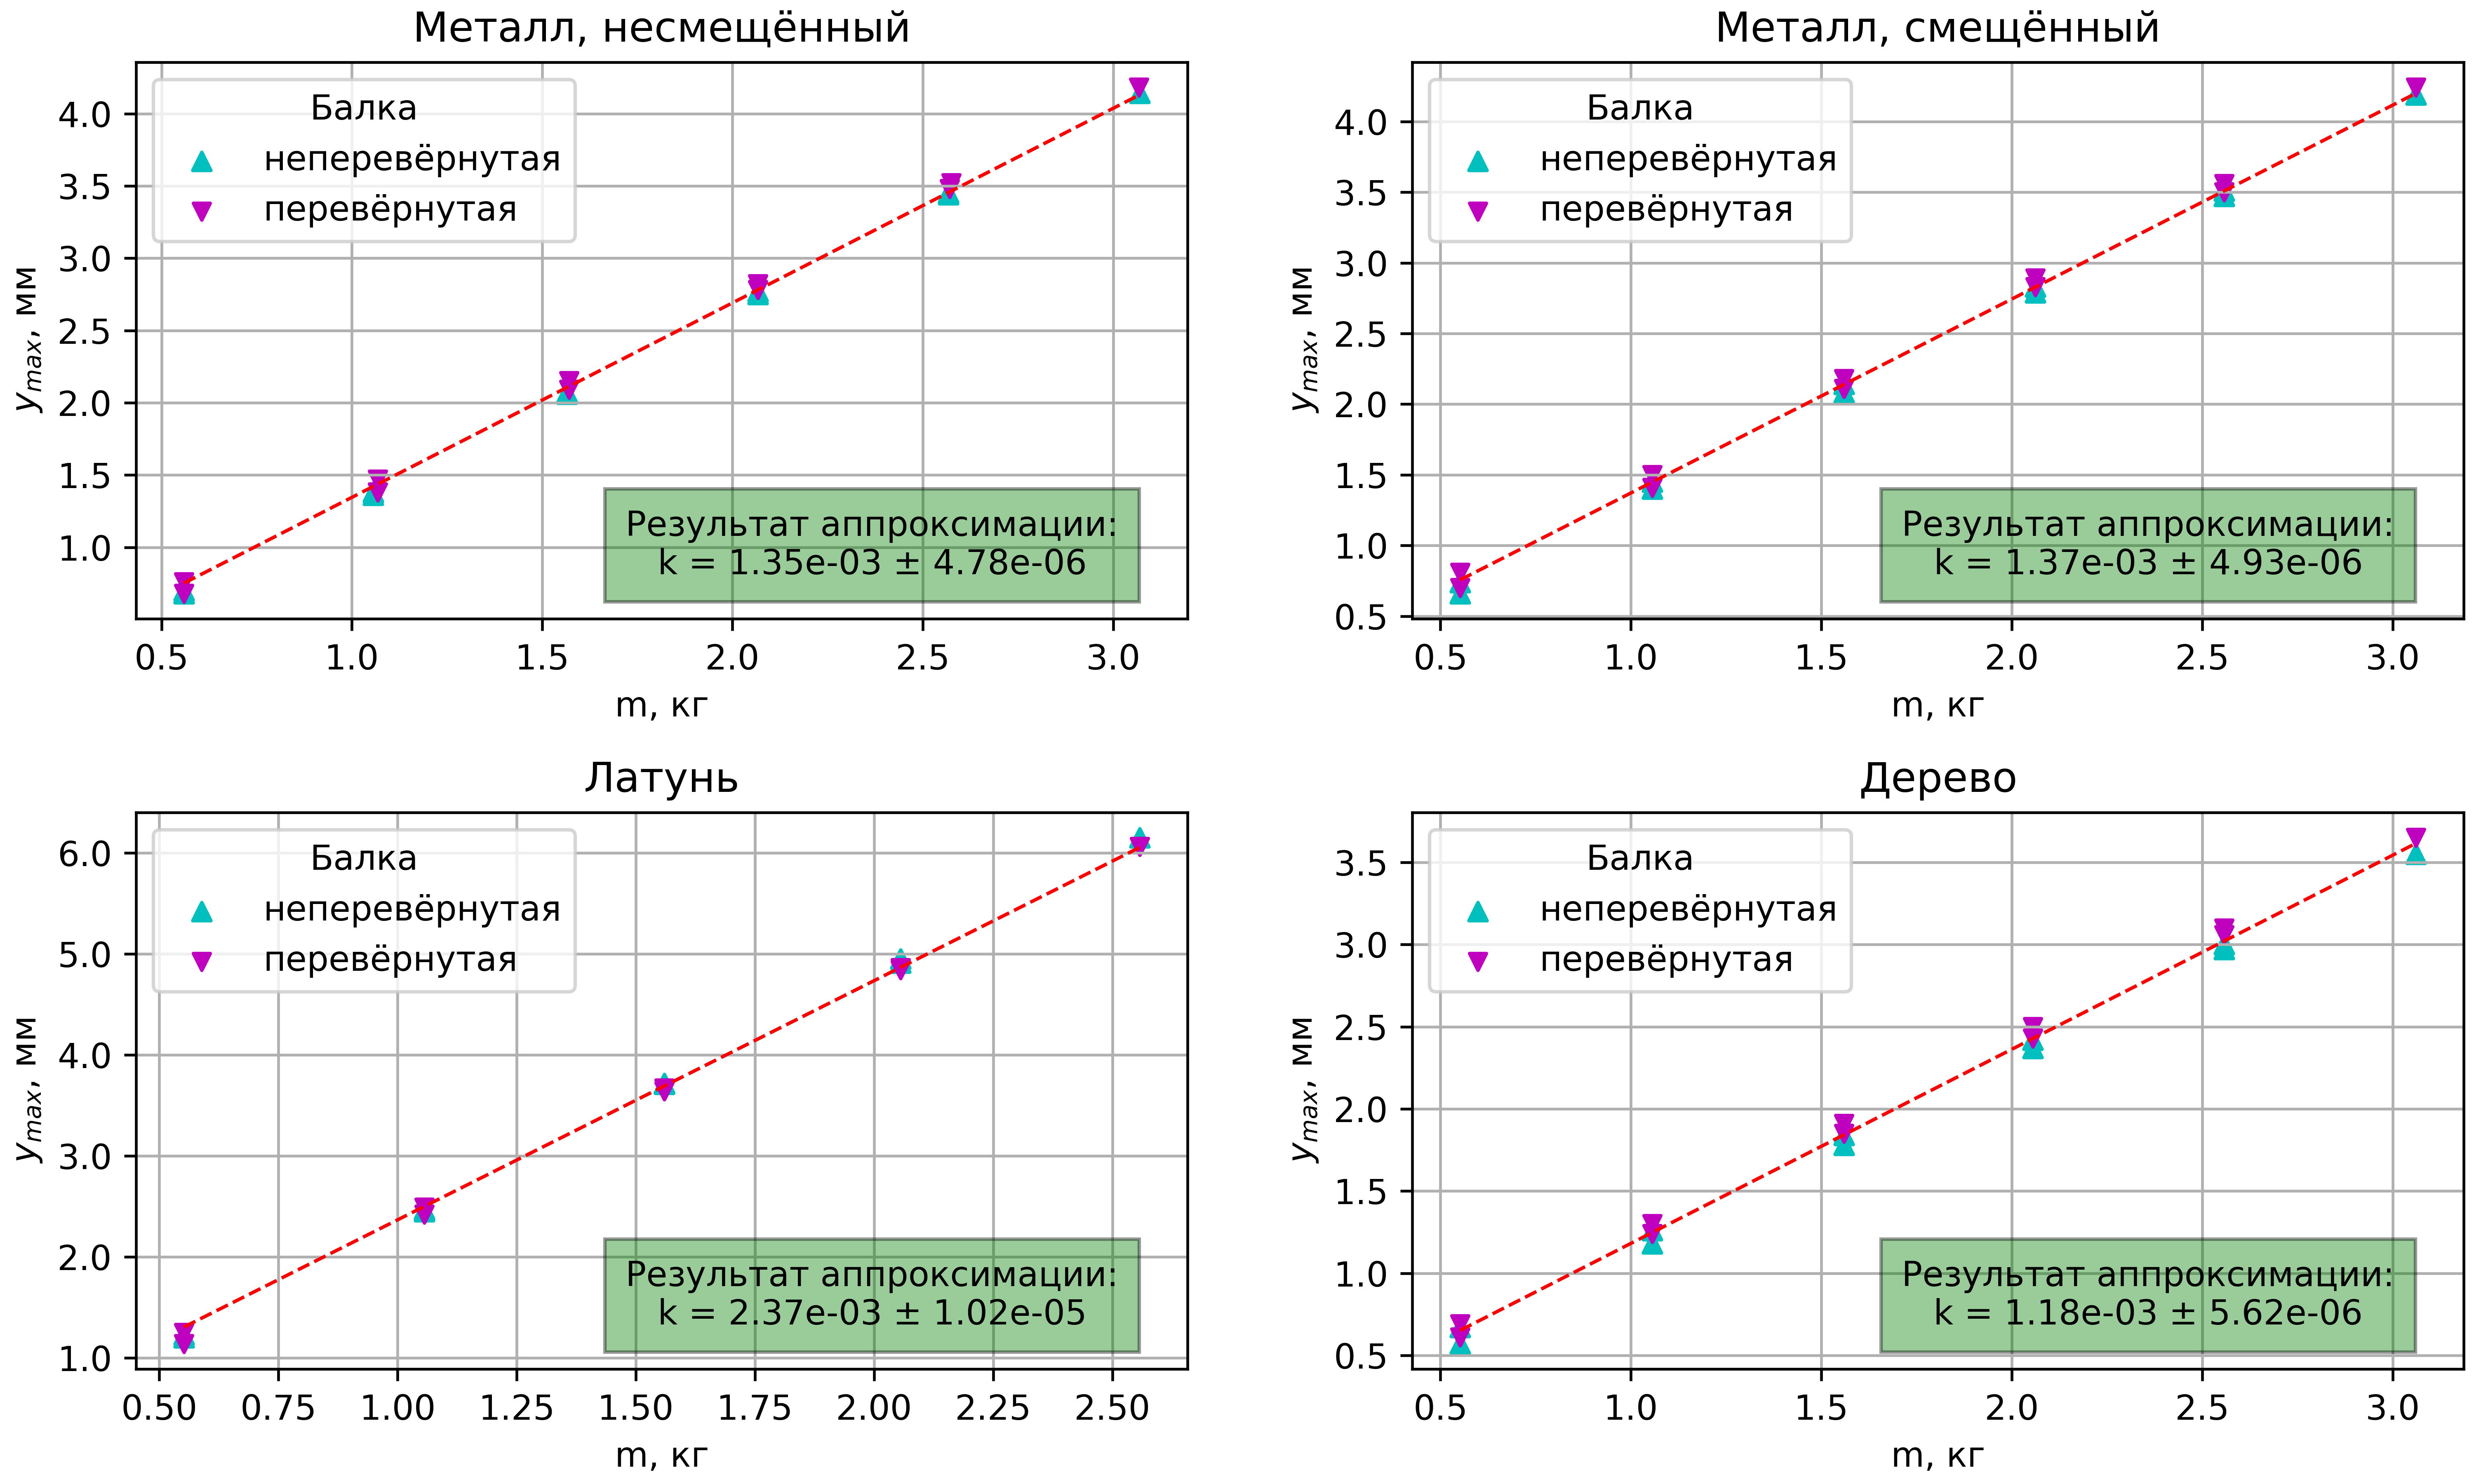 Металл, несмещённый
Балка
неперевёрнутая
перевёрнутая
Результат аппроксимации:
k = 1.35e-03 ± 4.78e-06
4.0
3.5
3.0
2.5
2.0
1.5
1.0
0.5 1.0 1.5 2.0 2.5 3.0
y_max, мм
m, кг
Металл, смещённый
Балка
неперевёрнутая
перевёрнутая
Результат аппроксимации:
k = 1.37e-03 ± 4.93e-06
4.0
3.5
3.0
2.5
2.0
1.5
1.0
0.5
0.5 1.0 1.5 2.0 2.5 3.0
y_max, мм
m, кг
Латунь
Балка
неперевёрнутая
перевёрнутая
Результат аппроксимации:
k = 2.37e-03 ± 1.02e-05
6.0
5.0
4.0
3.0
2.0
1.0
0.50 0.75 1.00 1.25 1.50 1.75 2.00 2.25 2.50
y_max, мм
m, кг
Дерево
Балка
неперевёрнутая
перевёрнутая
Результат аппроксимации:
k = 1.18e-03 ± 5.62e-06
3.5
3.0
2.5
2.0
1.5
1.0
0.5
0.5 1.0 1.5 2.0 2.5 3.0
y_max, мм
m, кг